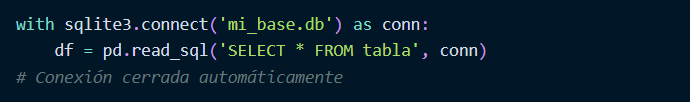 with sqlite3.connect('mi_base.db') as conn:
    df = pd.read_sql('SELECT * FROM tabla', conn)
# Conexión cerrada automáticamente